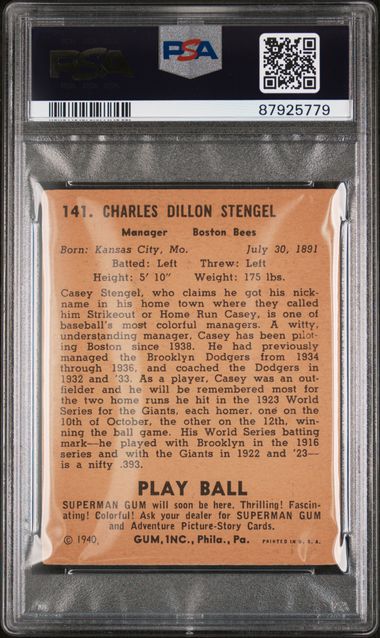 PSA
PSA
87925779
141. CHARLES DILLON STENGEL
Manager Boston Bees
Born: Kansas City, Mo. July 30, 1891
Batted: Left Threw: Left
Height: 5' 10" Weight: 175 lbs.
Casey Stengel, who claims he got his nick-
name in his home town where they called
him Strikeout or Home Run Casey, is one of
baseball's most colorful managers. A witty,
understanding manager, Casey has been pilot-
ing Boston since 1938. He had previously
managed the Brooklyn Dodgers from 1934
through 1936, and coached the Dodgers in
1932 and '33. As a player, Casey was an out-
fielder and he will be remembered most for
the two home runs he hit in the 1923 World
Series for the Giants, each homer, one on the
10th of October, the other on the 12th, win-
ning the ball game. His World Series batting
mark—he played with Brooklyn in the 1916
series and with the Giants in 1922 and '23—
is a nifty .393.
PLAY BALL
SUPERMAN GUM will soon be here. Thrilling! Fascin-
ating! Colorful! Ask your dealer for SUPERMAN GUM
and Adventure Picture-Story Cards.
© 1940, GUM, INC., Phila., Pa. PRINTED IN U. S. A.